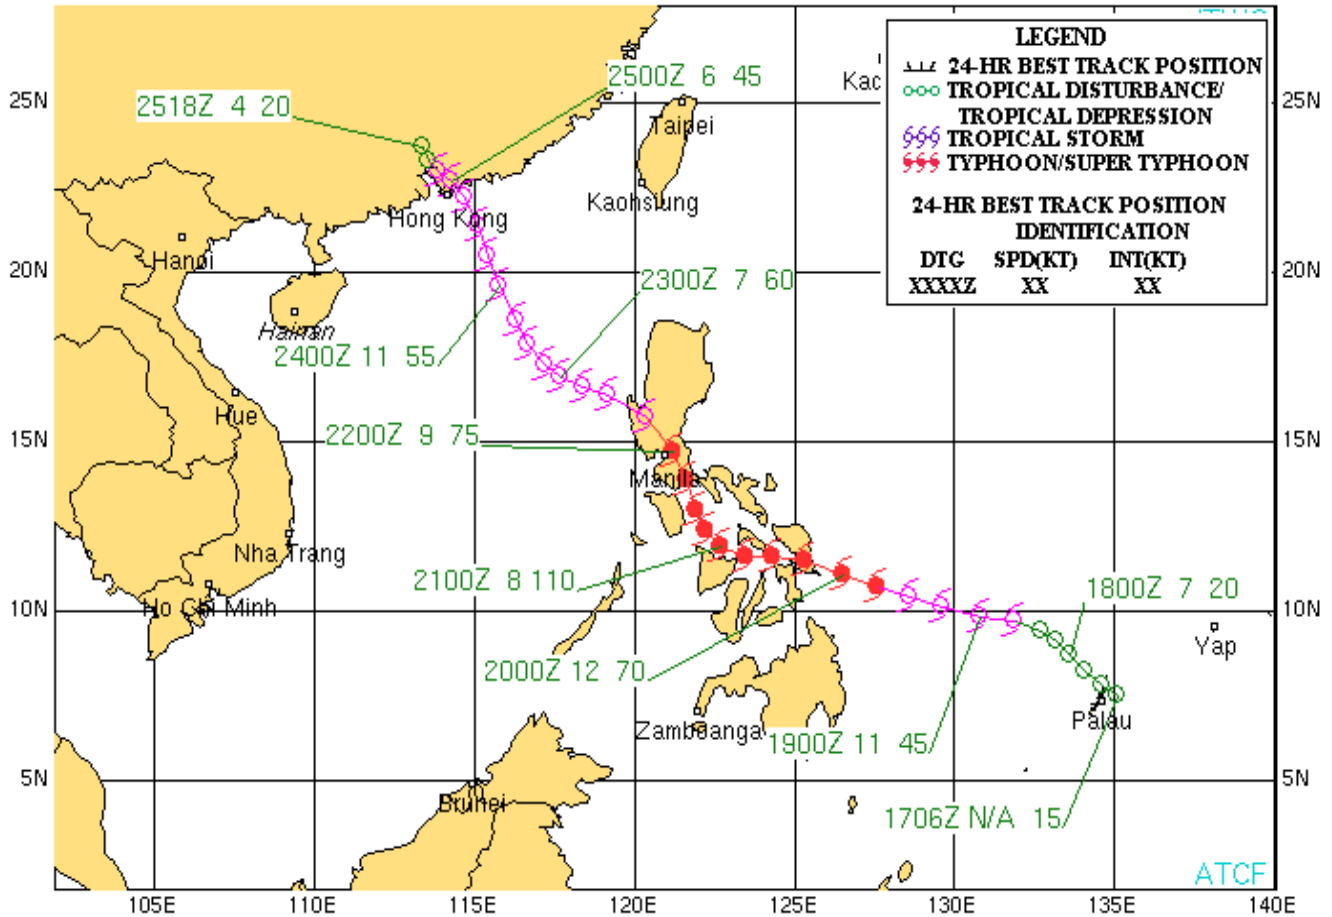 LEGEND
24-HR BEST TRACK POSITION
TROPICAL DISTURBANCE/
TROPICAL DEPRESSION
TROPICAL STORM
TYPHOON/SUPER TYPHOON
24-HR BEST TRACK POSITION
IDENTIFICATION
DTG SPD(KT) INT(KT)
XXXXZ XX XX
2500Z 6 45
2518Z 4 20
Kao
25N
25N
Taipei
Kaohsiung
Hong Kong
Hanoi
20N
20N
2300Z 7 60
Hainan
2400Z 11 55
Hue
2200Z 9 75
15N
15N
Manila
Nha Trang
2100Z 8 110
1800Z 7 20
Ho Chi Minh
10N
10N
Yap
2000Z 12 70
Palau
Zamboanga
1900Z 11 45
5N
5N
Brunei
1706Z N/A 15
ATCF
105E
110E
115E
120E
125E
130E
135E
140E